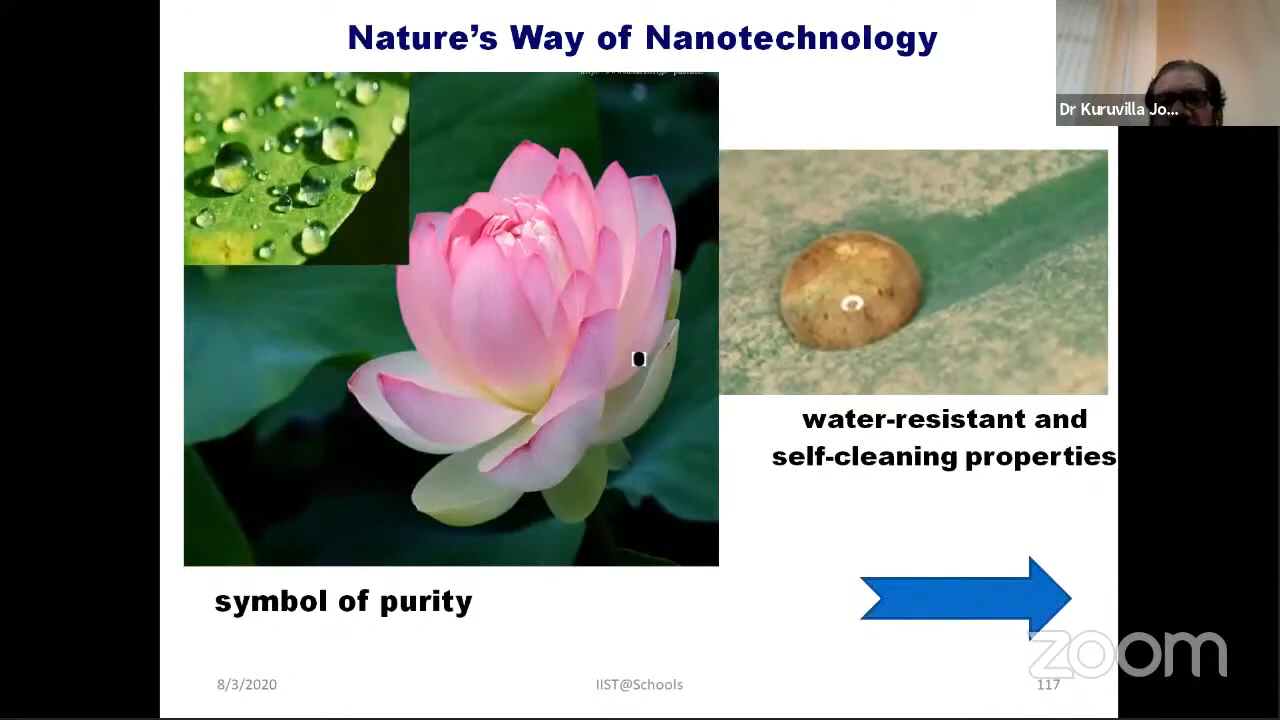 Nature’s Way of Nanotechnology
Dr Kuruvilla Jo...
water-resistant and
self-cleaning properties
symbol of purity
zoom
8/3/2020
IIST@Schools
117